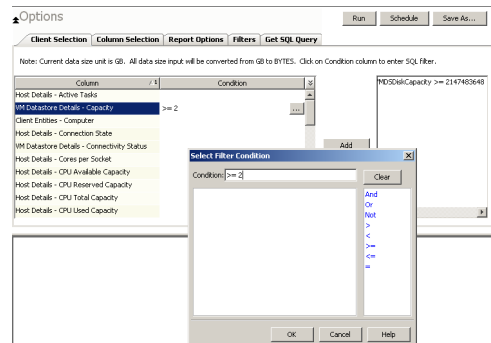 Options
Run Schedule Save As...
Client Selection Column Selection Report Options Filters Get SQL Query
Note: Current data size unit is GB. All data size input will be converted from GB to BYTES. Click on Condition column to enter SQL filter.
Column / 1 Condition
Host Details - Active Tasks
VM Datastore Details - Capacity >= 2 ...
Client Entities - Computer
Host Details - Connection State
VM Datastore Details - Connectivity Status
Host Details - Cores per Socket
Host Details - CPU Available Capacity
Host Details - CPU Reserved Capacity
Host Details - CPU Total Capacity
Host Details - CPU Used Capacity
Add
MDSDiskCapacity >= 2147483648
Select Filter Condition
Condition: >= 2 Clear
And
Or
Not
>
<
>=
<=
=
OK Cancel Help